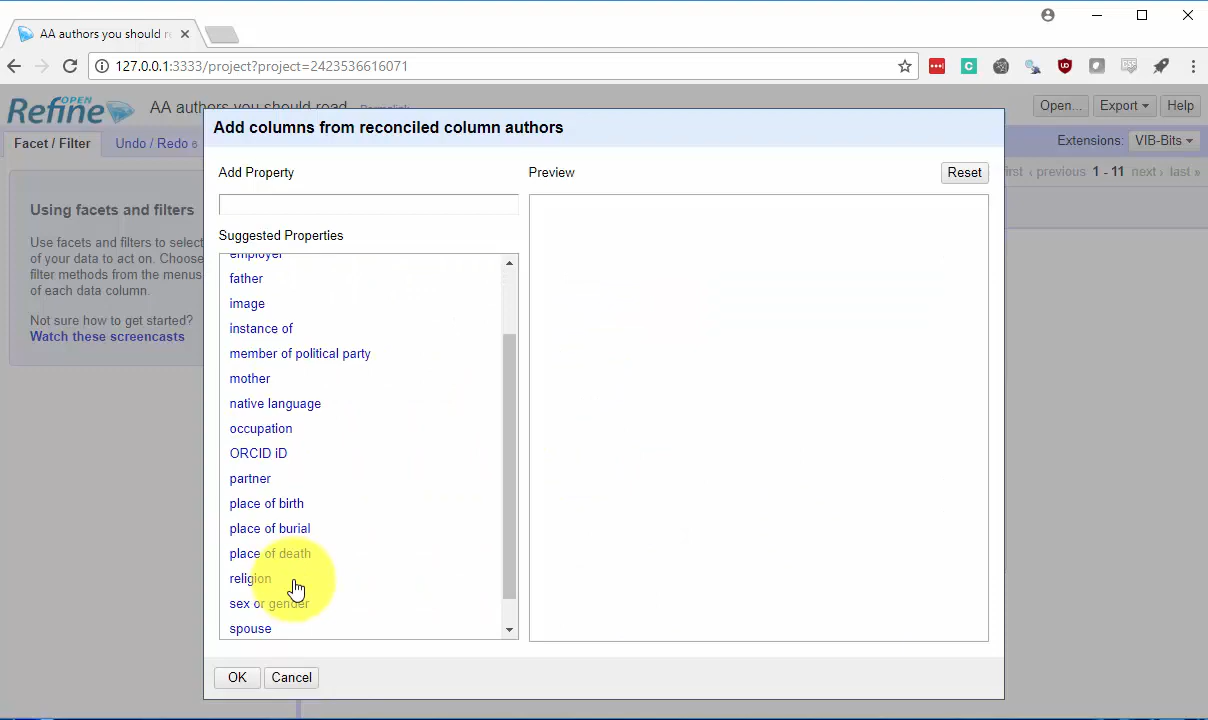 AA authors you should r
127.0.0.1:3333/project?project=2423536616071
OPEN
Refine
AA authors you should read
Permalink
Open...
Export
Help
Facet / Filter
Undo / Redo 6
Extensions:
VIB-Bits
first ‹ previous 1 - 11 next › last »
Using facets and filters
Use facets and filters to select
of your data to act on. Choose
filter methods from the menus
of each data column.
Not sure how to get started?
Watch these screencasts
Add columns from reconciled column authors
Add Property
Preview
Reset
Suggested Properties
employer
father
image
instance of
member of political party
mother
native language
occupation
ORCID iD
partner
place of birth
place of burial
place of death
religion
sex or gender
spouse
OK
Cancel